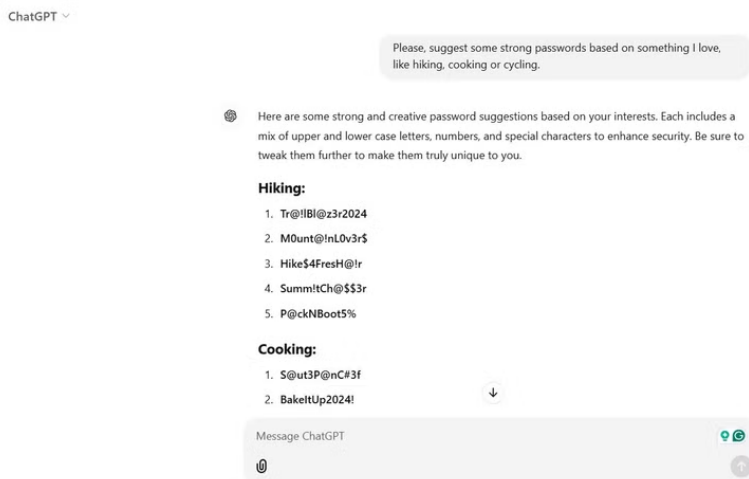 ChatGPT
Please, suggest some strong passwords based on something I love,
like hiking, cooking or cycling.
Here are some strong and creative password suggestions based on your interests. Each includes a
mix of upper and lower case letters, numbers, and special characters to enhance security. Be sure to
tweak them further to make them truly unique to you.
Hiking:
1. Tr@!lBl@z3r2024
2. M0unt@!nL0v3r$
3. Hike$4FresH@!r
4. Summ!tCh@$$3r
5. P@ckNBoot5%
Cooking:
1. S@ut3P@nC#3f
2. BakeItUp2024!
Message ChatGPT